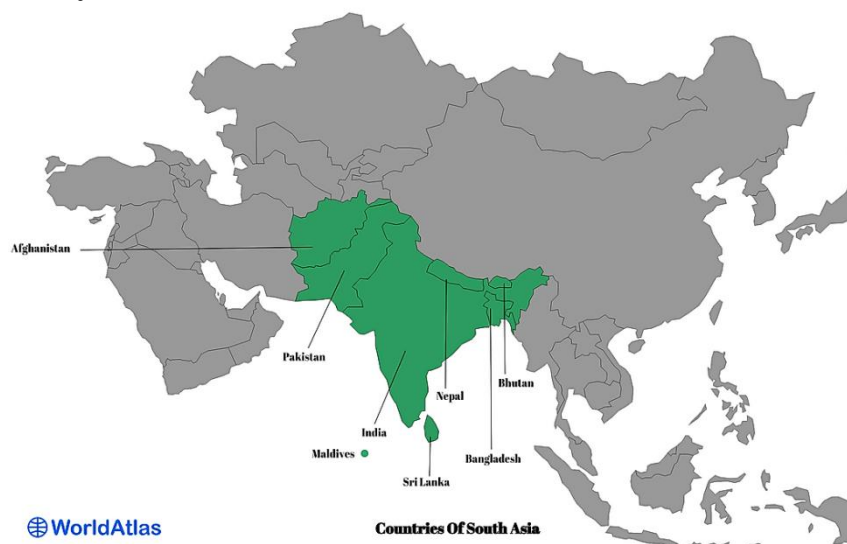 Afghanistan
Pakistan
Bhutan
Nepal
India
Maldives
Bangladesh
Sri Lanka
WorldAtlas
Countries Of South Asia